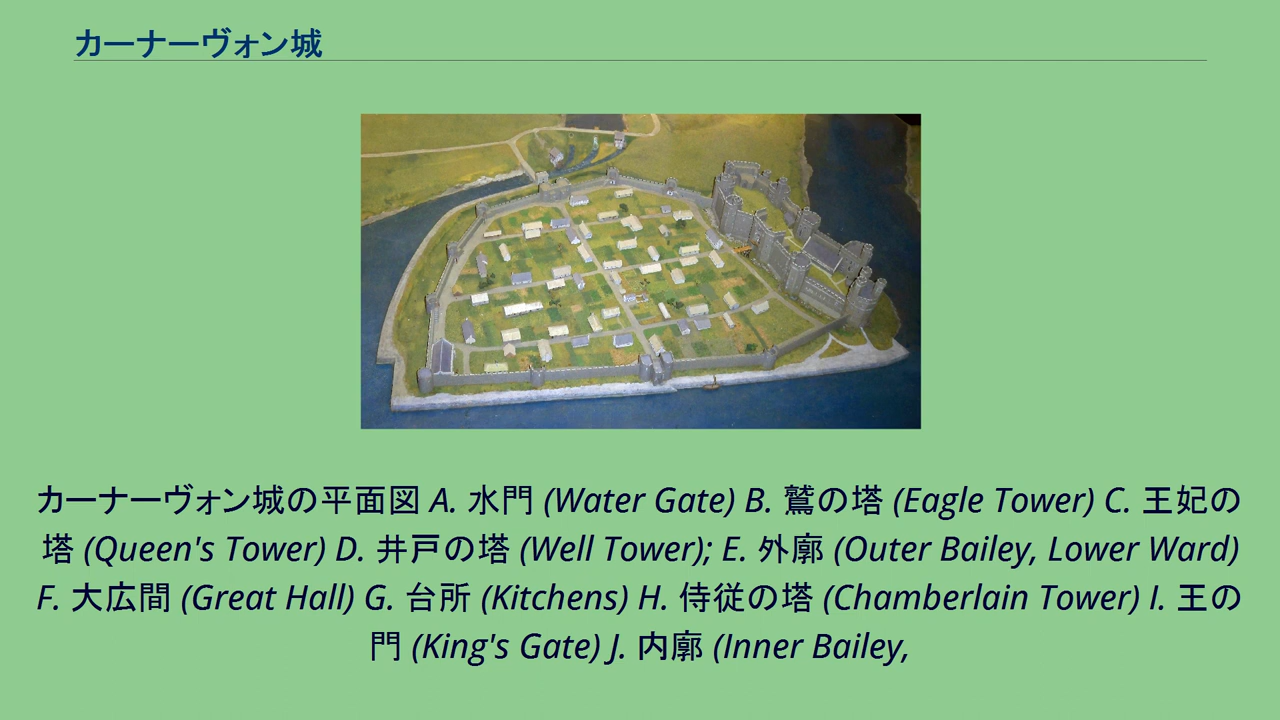 カーナーヴォン城
カーナーヴォン城の平面図 A. 水門 (Water Gate) B. 鷲の塔 (Eagle Tower) C. 王妃の
塔 (Queen's Tower) D. 井戸の塔 (Well Tower); E. 外廓 (Outer Bailey, Lower Ward)
F. 大広間 (Great Hall) G. 台所 (Kitchens) H. 侍従の塔 (Chamberlain Tower) I. 王の
門 (King's Gate) J. 内廓 (Inner Bailey,